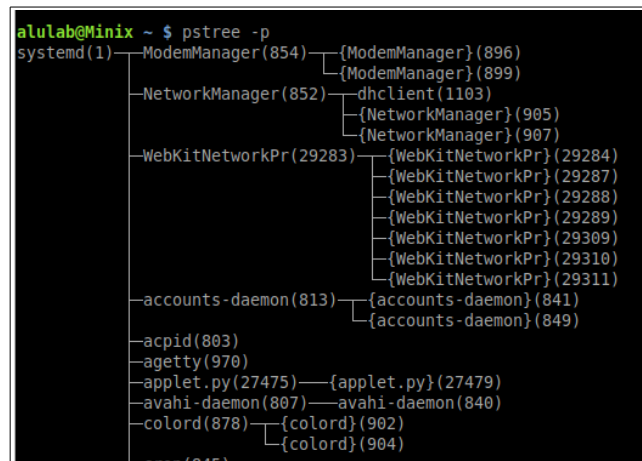 alulab@Minix ~ $ pstree -p
systemd(1)─┬─ModemManager(854)─┬─{ModemManager}(896)
└─{ModemManager}(899)
├─NetworkManager(852)─┬─dhclient(1103)
├─{NetworkManager}(905)
└─{NetworkManager}(907)
├─WebKitNetworkPr(29283)─┬─{WebKitNetworkPr}(29284)
├─{WebKitNetworkPr}(29287)
├─{WebKitNetworkPr}(29288)
├─{WebKitNetworkPr}(29289)
├─{WebKitNetworkPr}(29309)
├─{WebKitNetworkPr}(29310)
└─{WebKitNetworkPr}(29311)
├─accounts-daemon(813)─┬─{accounts-daemon}(841)
└─{accounts-daemon}(849)
├─acpid(803)
├─agetty(970)
├─applet.py(27475)───{applet.py}(27479)
├─avahi-daemon(807)───avahi-daemon(840)
├─colord(878)─┬─{colord}(902)
└─{colord}(904)